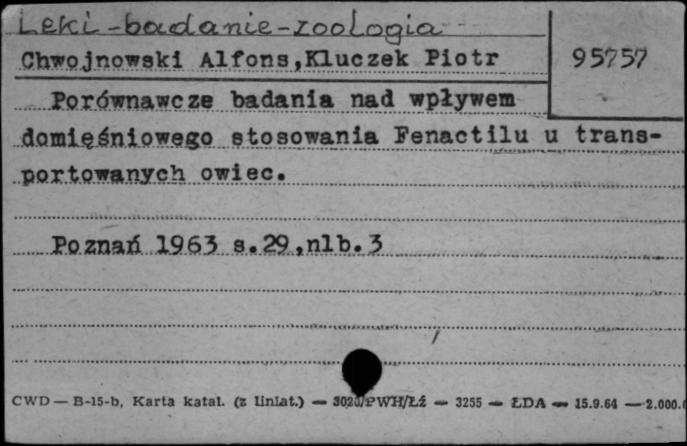 Leki-badanie-zoologia
Chwojnowski Alfons,Kluczek Piotr
95757
Porównawcze badania nad wpływem
domięśniowego stosowania Fenactilu u trans-
portowanych owiec.
Poznań 1963 s.29,nlb.3
CWD — B-15-b, Karta katal. (z liniat.) — 3020/PWH/Łź — 3255 — ŁDA — 15.9.64 — 2.000.